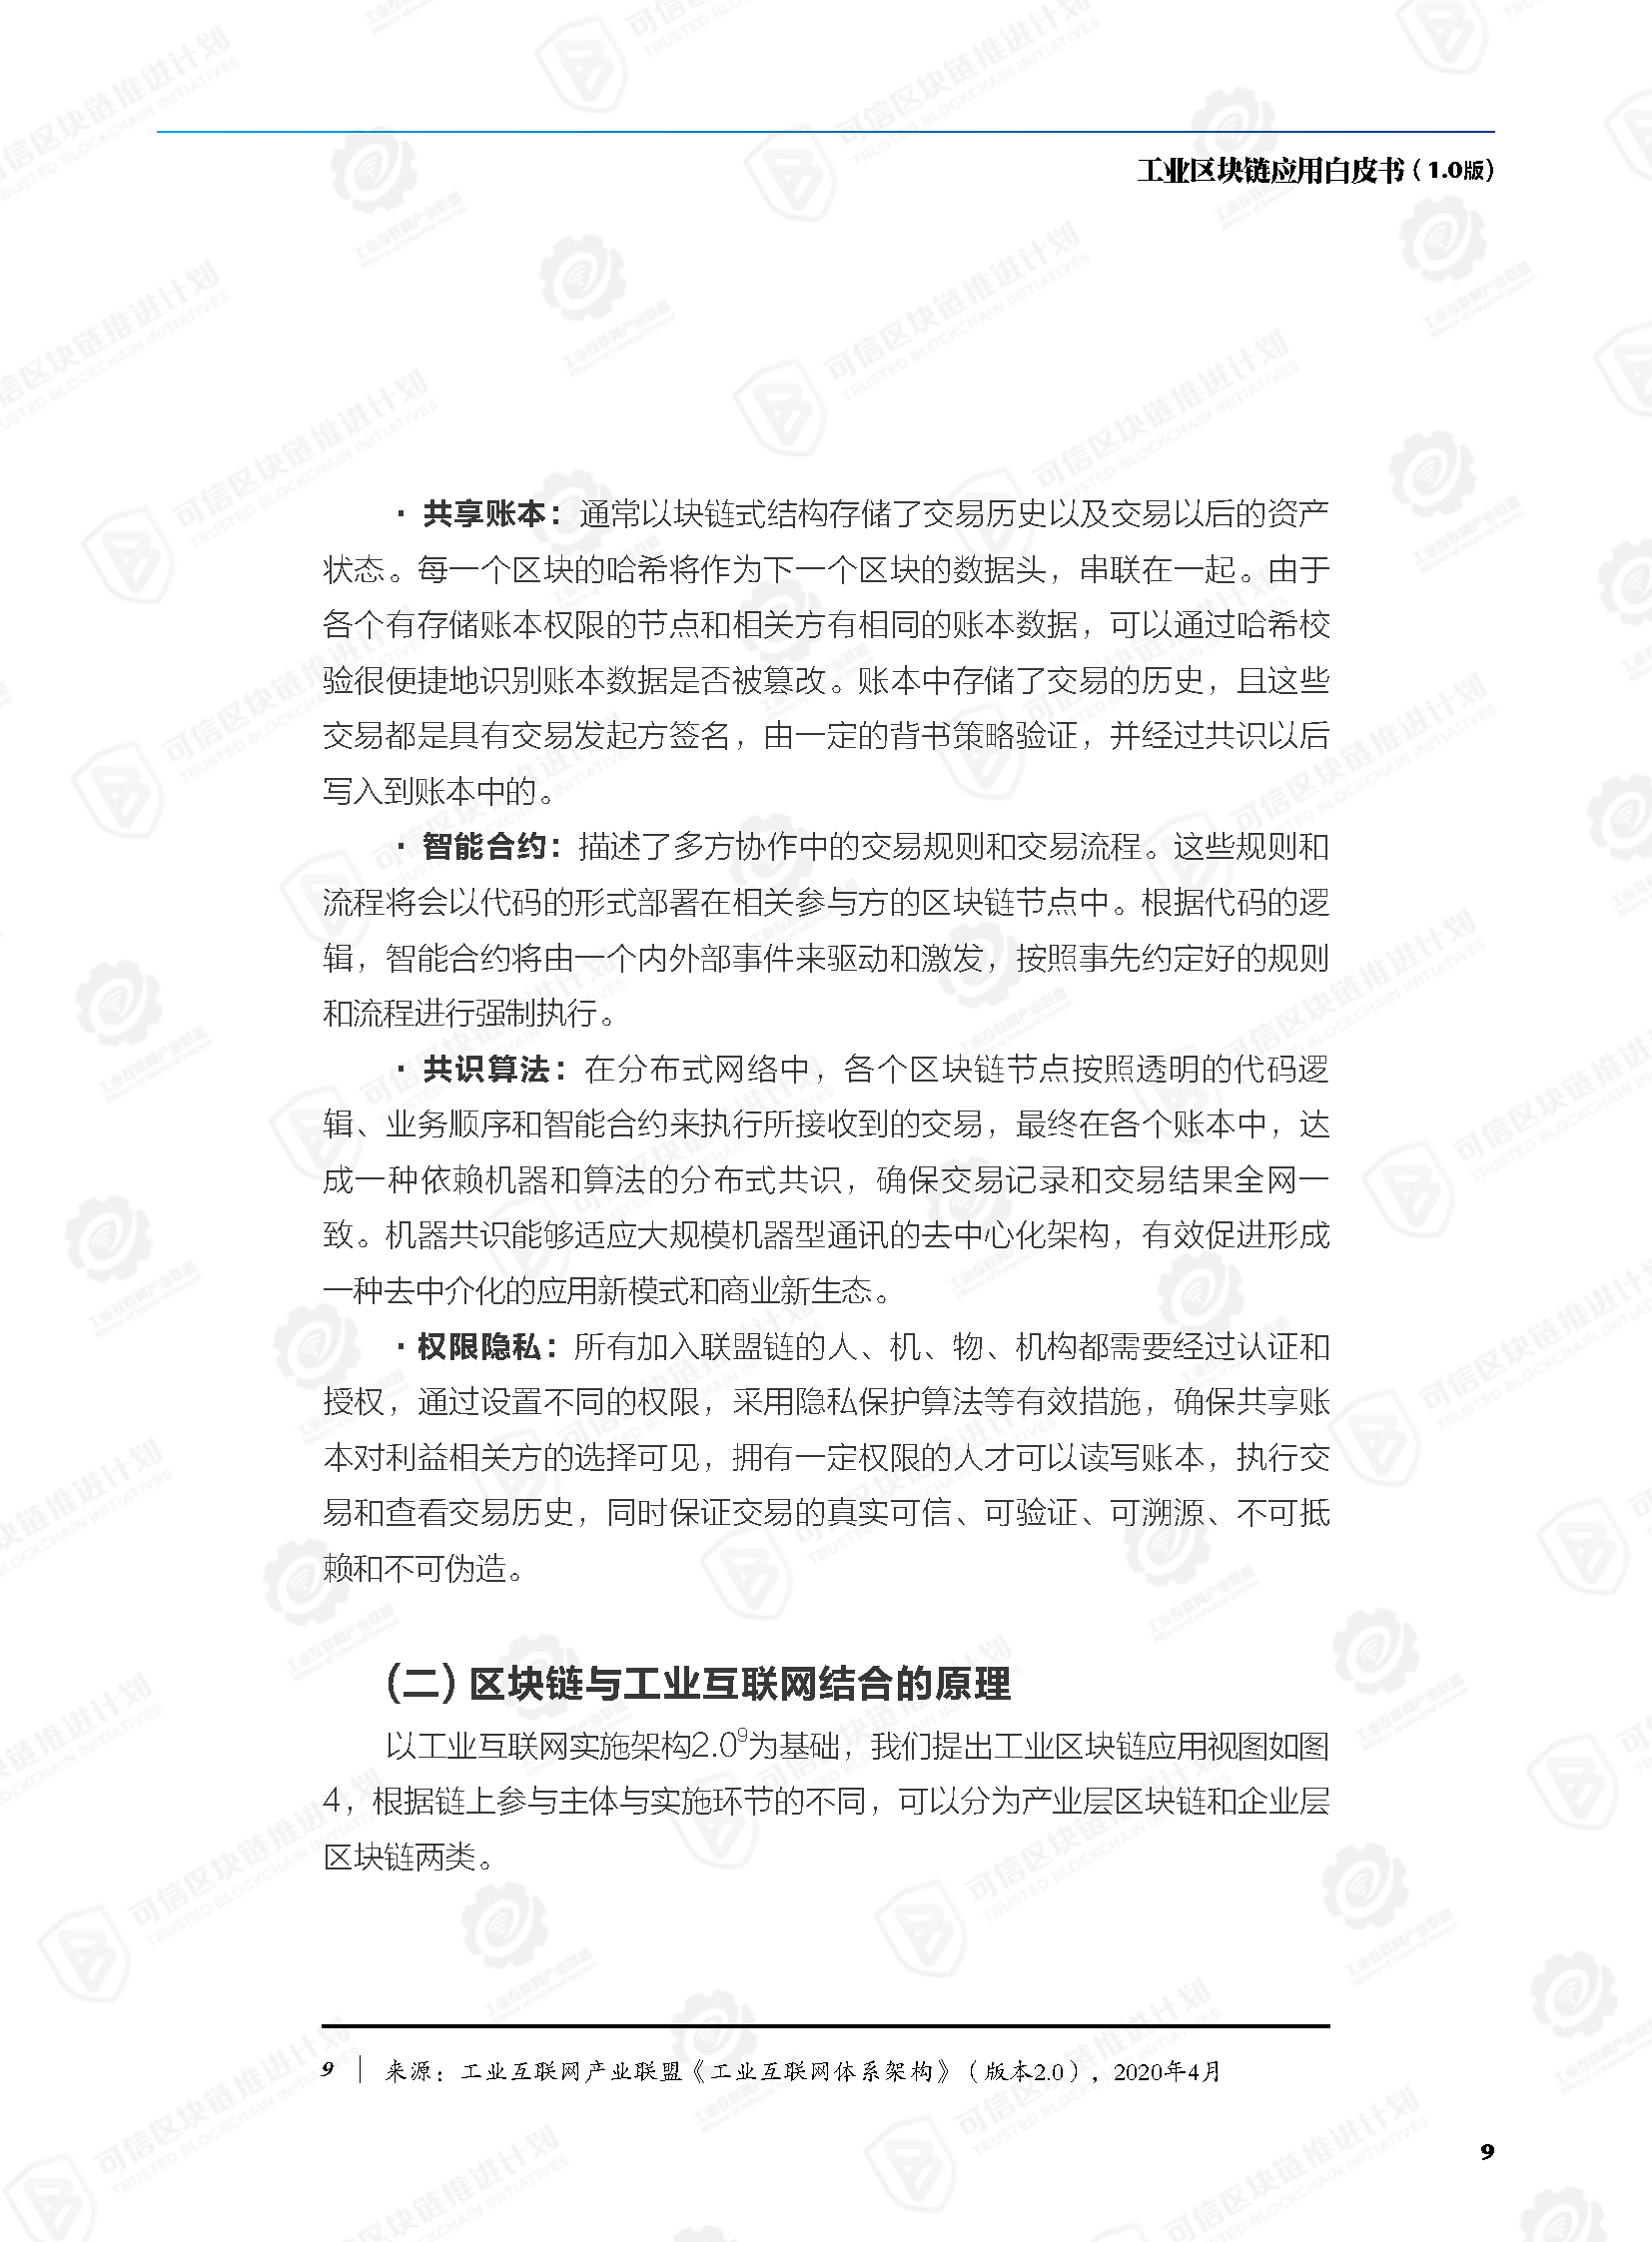 工业区块链应用白皮书（1.0版）
· 共享账本：通常以块链式结构存储了交易历史以及交易以后的资产
状态。每一个区块的哈希将作为下一个区块的数据头，串联在一起。由于
各个有存储账本权限的节点和相关方有相同的账本数据，可以通过哈希校
验很便捷地识别账本数据是否被篡改。账本中存储了交易的历史，且这些
交易都是具有交易发起方签名，由一定的背书策略验证，并经过共识以后
写入到账本中的。
· 智能合约：描述了多方协作中的交易规则和交易流程。这些规则和
流程将会以代码的形式部署在相关参与方的区块链节点中。根据代码的逻
辑，智能合约将由一个内外部事件来驱动和激发，按照事先约定好的规则
和流程进行强制执行。
· 共识算法：在分布式网络中，各个区块链节点按照透明的代码逻
辑、业务顺序和智能合约来执行所接收到的交易，最终在各个账本中，达
成一种依赖机器和算法的分布式共识，确保交易记录和交易结果全网一
致。机器共识能够适应大规模机器型通讯的去中心化架构，有效促进形成
一种去中介化的应用新模式和商业新生态。
· 权限隐私：所有加入联盟链的人、机、物、机构都需要经过认证和
授权，通过设置不同的权限，采用隐私保护算法等有效措施，确保共享账
本对利益相关方的选择可见，拥有一定权限的人才可以读写账本，执行交
易和查看交易历史，同时保证交易的真实可信、可验证、可溯源、不可抵
赖和不可伪造。
（二）区块链与工业互联网结合的原理
以工业互联网实施架构2.0⁹为基础，我们提出工业区块链应用视图如图
4，根据链上参与主体与实施环节的不同，可以分为产业层区块链和企业层
区块链两类。
9 | 来源：工业互联网产业联盟《工业互联网体系架构》（版本2.0），2020年4月
9